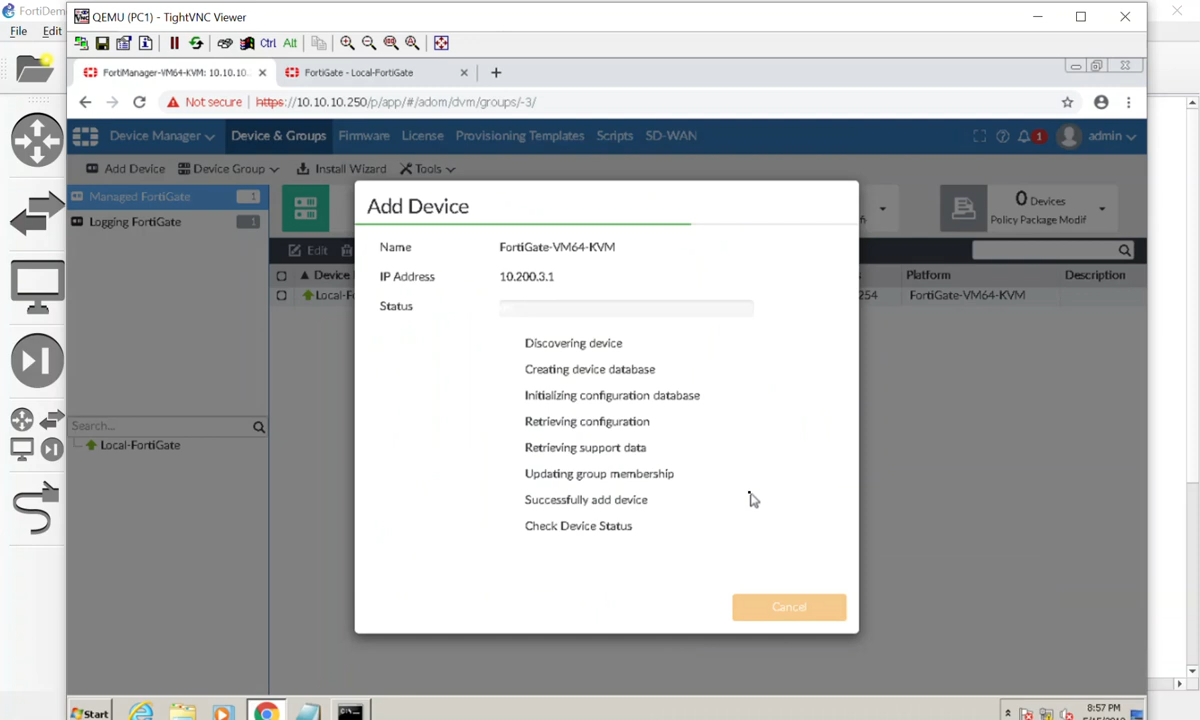 FortiDem
QEMU (PC1) - TightVNC Viewer
File Edit
Ctrl Alt
FortiManager-VM64-KVM: 10.10.10. FortiGate - Local-FortiGate
Not secure https://10.10.10.250/p/app/#/adom/dvm/groups/-3/
Device Manager Device & Groups Firmware License Provisioning Templates Scripts SD-WAN 1 admin
Add Device Device Group Install Wizard Tools
Managed FortiGate 1
Logging FortiGate 1
0 Devices
Policy Package Modif
Edit
Device Platform Description
Local-F 254 FortiGate-VM64-KVM
Add Device
Name FortiGate-VM64-KVM
IP Address 10.200.3.1
Status
Discovering device
Creating device database
Initializing configuration database
Retrieving configuration
Retrieving support data
Updating group membership
Successfully add device
Check Device Status
Cancel
Search...
Local-FortiGate
Start
8:57 PM